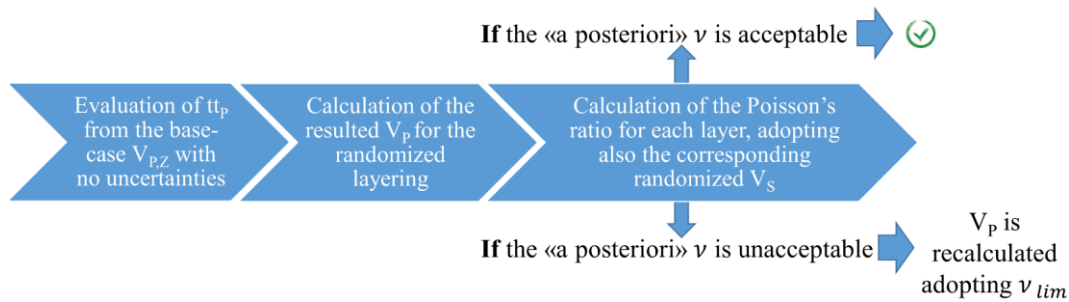 If the «a posteriori» ν is acceptable
Evaluation of tt_P
from the base-
case V_P,Z with
no uncertainties
Calculation of the
resulted V_P for the
randomized
layering
Calculation of the Poisson's
ratio for each layer, adopting
also the corresponding
randomized V_S
If the «a posteriori» ν is unacceptable
V_P is
recalculated
adopting ν_lim